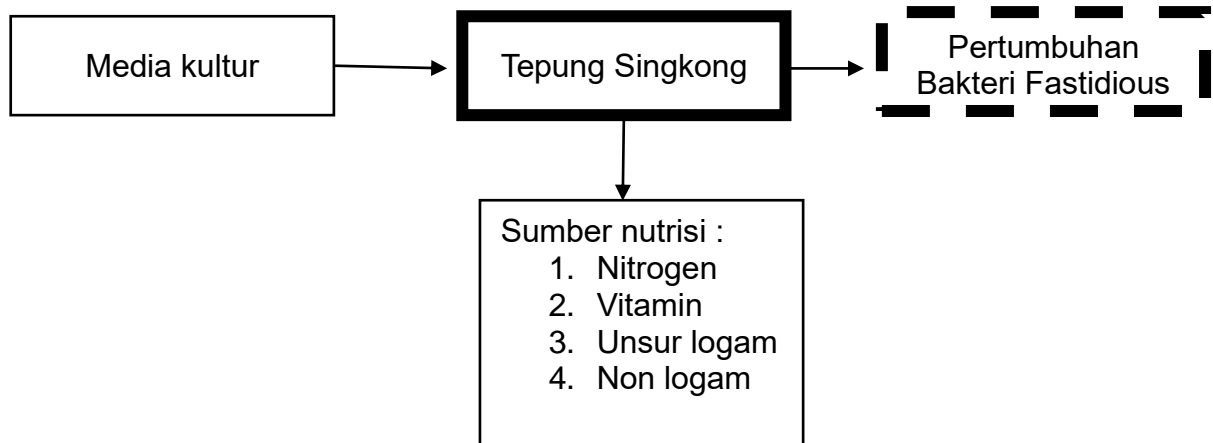 Media kultur
Tepung Singkong
Pertumbuhan
Bakteri Fastidious
Sumber nutrisi :
1. Nitrogen
2. Vitamin
3. Unsur logam
4. Non logam